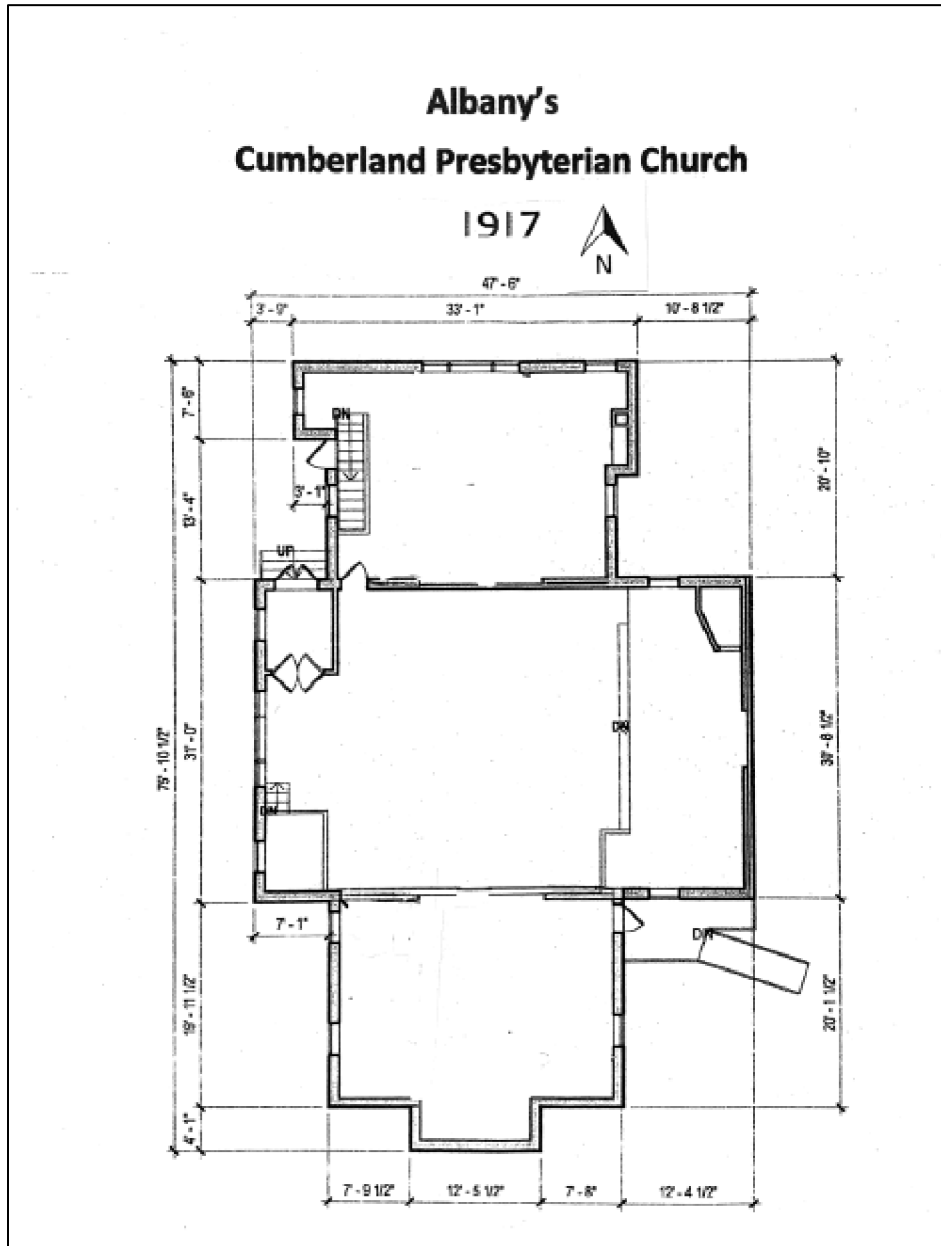 Albany's
Cumberland Presbyterian Church
1917
N
47' - 6"
3' - 9"
33' - 1"
10' - 8 1/2"
7' - 6"
DN
20' - 10"
3' - 1"
13' - 4"
UP
75' - 10 1/2"
31' - 0"
DN
30' - 8 1/2"
DN
7' - 1"
DN
19' - 11 1/2"
20' - 1 1/2"
4' - 1"
7' - 9 1/2"
12' - 5 1/2"
7' - 8"
12' - 4 1/2"